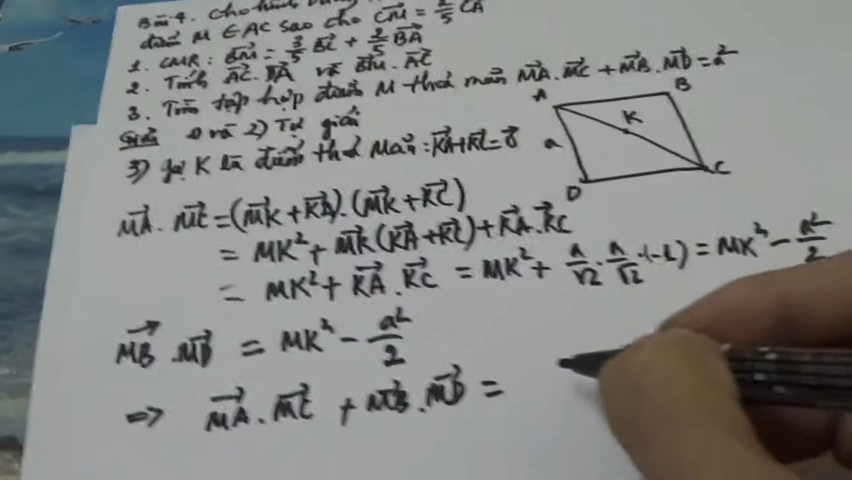 Bài 4. Cho hình vuông
điểm M ∈ AC sao cho CM = 2/5 CA
1. CMR: BM = 3/5 BC + 2/5 BA
2. Tính AC. BA và BM. AC
3. Tìm tập hợp điểm M thoả mãn MA. MC + MB. MD = a²
A
B
K
a
D
C
Giải 1) và 2) Tự giải
3) gọi K là điểm thoả mãn: KA+KC=0
MA. MC = (MK + KA). (MK + KC)
= MK² + MK(KA+KC) + KA. KC
= MK² + KA. KC = MK² + a/√2 . a/√2 .(-1) = MK² - a²/2
MB. MD = MK² - a²/2
=> MA. MC + MB. MD =